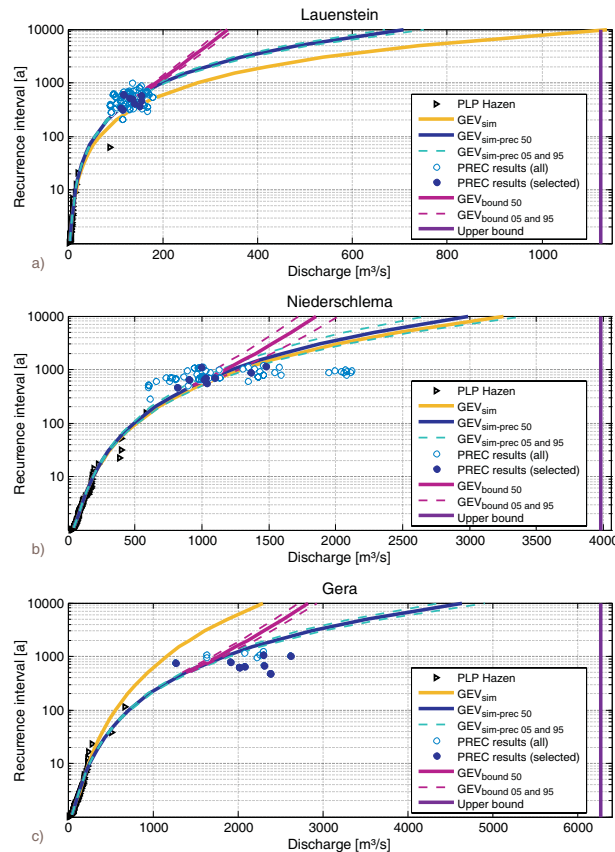 Lauenstein
Recurrence interval [a]
10000
1000
100
10
0 200 400 600 800 1000
Discharge [m³/s]
PLP Hazen
GEVsim
GEVsim-prec 50
GEVsim-prec 05 and 95
PREC results (all)
PREC results (selected)
GEVbound 50
GEVbound 05 and 95
Upper bound
a)
Niederschlema
Recurrence interval [a]
10000
1000
100
10
0 500 1000 1500 2000 2500 3000 3500 4000
Discharge [m³/s]
PLP Hazen
GEVsim
GEVsim-prec 50
GEVsim-prec 05 and 95
PREC results (all)
PREC results (selected)
GEVbound 50
GEVbound 05 and 95
Upper bound
b)
Gera
Recurrence interval [a]
10000
1000
100
10
0 1000 2000 3000 4000 5000 6000
Discharge [m³/s]
PLP Hazen
GEVsim
GEVsim-prec 50
GEVsim-prec 05 and 95
PREC results (all)
PREC results (selected)
GEVbound 50
GEVbound 05 and 95
Upper bound
c)